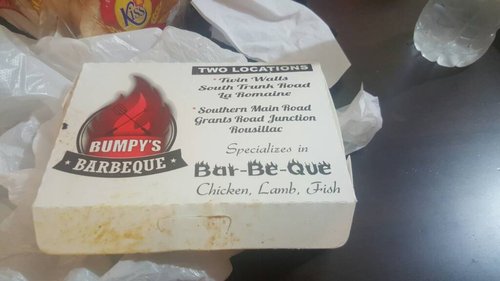 Kiss
BUMPY'S
BARBEQUE
TWO LOCATIONS
* Twin Walls
South Trunk Road
La Romaine
* Southern Main Road
Grants Road Junction
Rousillac
Specializes in
Bar-Be-Que
Chicken, Lamb, Fish